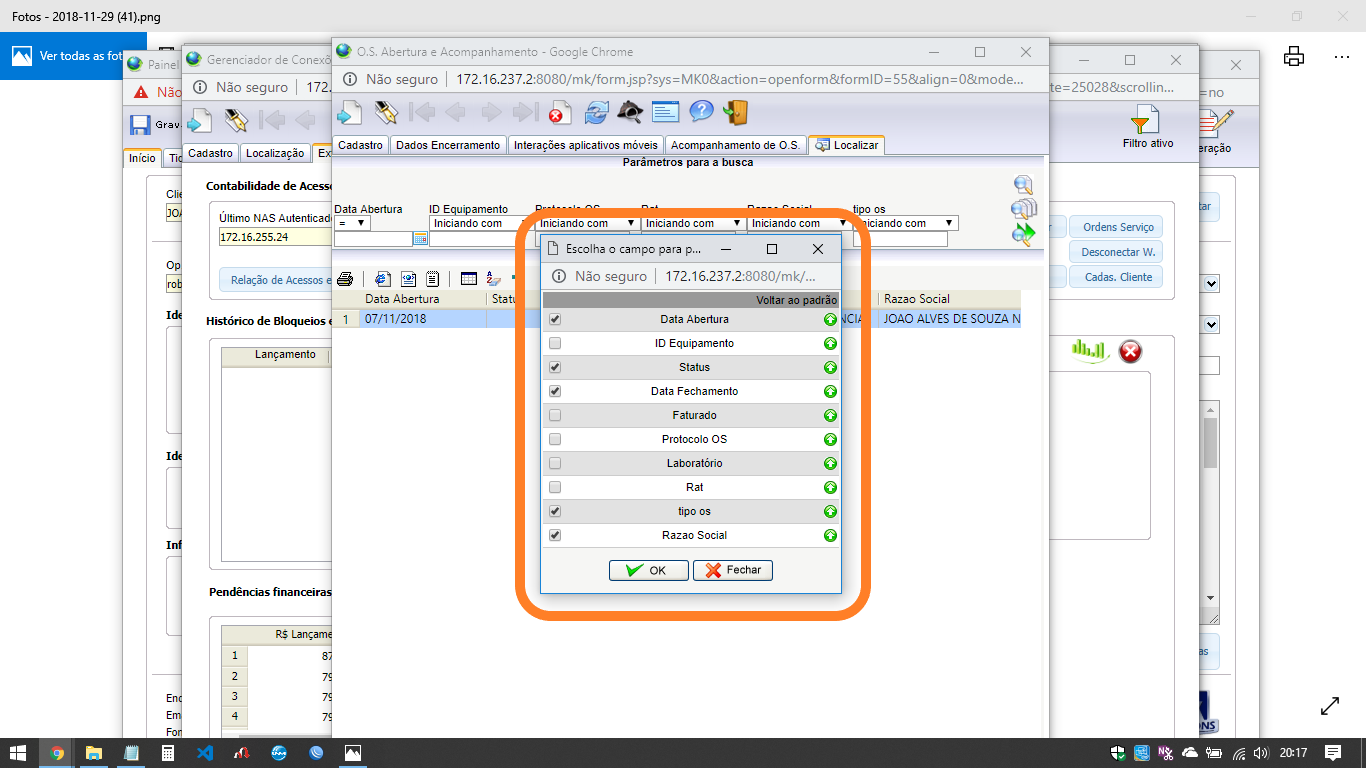 Fotos - 2018-11-29 (41).png
Ver todas as fot
Painel
Gerenciador de Conexõ
O.S. Abertura e Acompanhamento - Google Chrome
Não
Não seguro 172.
Não seguro 172.16.237.2:8080/mk/form.jsp?sys=MK0&action=openform&formID=55&align=0&mode...
te=25028&scrollin...
=no
Grav
Filtro ativo
eração
Início
Cadastro Localização Ex
Cadastro Dados Encerramento Interações aplicativos móveis Acompanhamento de O.S. Localizar
Parâmetros para a busca
Contabilidade de Acesso
Clie
JOA
Data Abertura ID Equipamento Protocolo OS Rat Razao Social tipo os
= Iniciando com Iniciando com Iniciando com Iniciando com Iniciando com
Último NAS Autenticado
172.16.255.24
Ordens Serviço
Desconectar W.
Cadas. Cliente
tar
Op
rob
Relação de Acessos e
Data Abertura Statu Razao Social
1 07/11/2018 NCIA JOAO ALVES DE SOUZA N
Escolha o campo para p...
Não seguro 172.16.237.2:8080/mk/...
Voltar ao padrão
Data Abertura
ID Equipamento
Status
Data Fechamento
Faturado
Protocolo OS
Laboratório
Rat
tipo os
Razao Social
OK Fechar
Ide
Histórico de Bloqueios e
Lançamento
Ide
Inf
Pendências financeiras
R$ Lançame
1 87
2 79
3 79
4 79
as
End
Em
For
NS
20:17